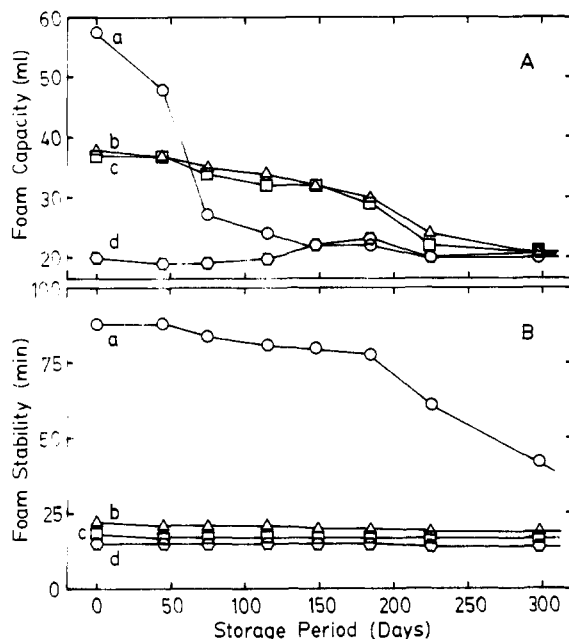 60
50
40
30
20
Foam Capacity (ml)
A
a
b
c
d
100
75
50
25
0
Foam Stability (min)
B
a
b
c
d
0 50 100 150 200 250 300
Storage Period (Days)